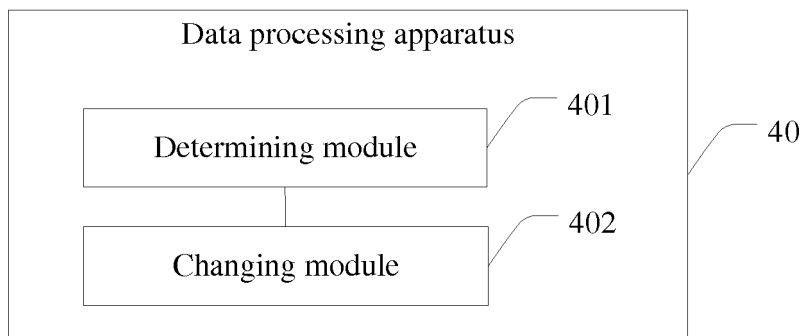 Data processing apparatus
401
Determining module
40
402
Changing module